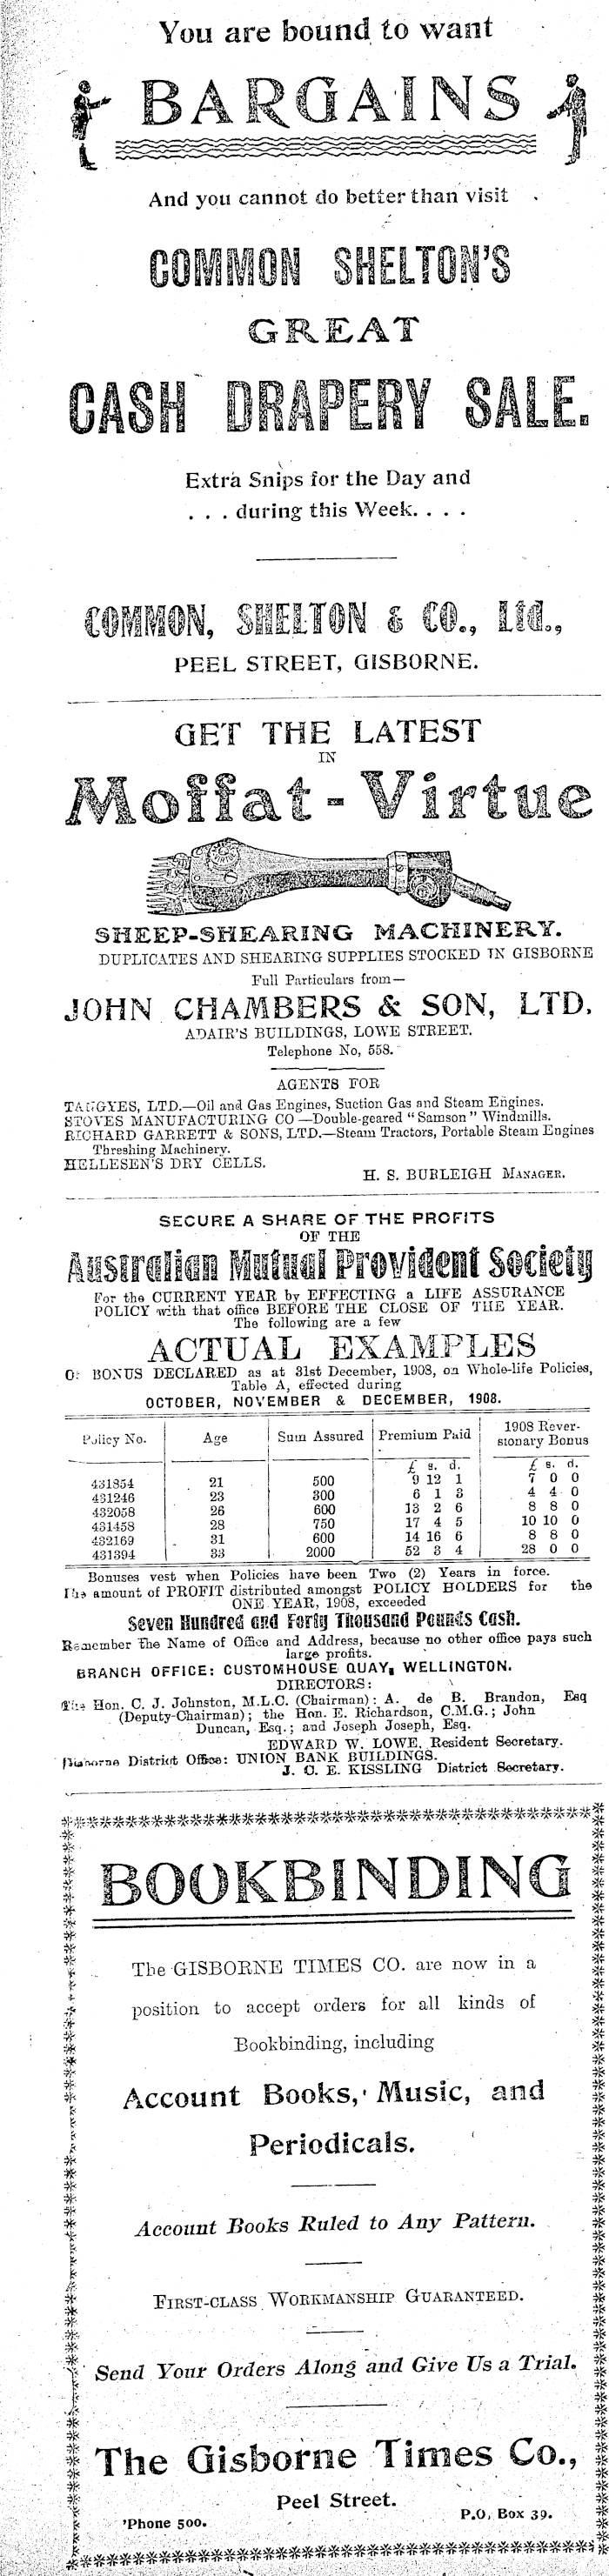 You are bound to want
BARGAINS
And you cannot do better than visit
COMMON SHELTON'S
GREAT
CASH DRAPERY SALE.
Extra Snips for the Day and
. . . during this Week. . . .
COMMON, SHELTON & CO., Ltd.,
PEEL STREET, GISBORNE.
GET THE LATEST
IN
Moffat-Virtue
SHEEP-SHEARING MACHINERY.
DUPLICATES AND SHEARING SUPPLIES STOCKED IN GISBORNE
Full Particulars from—
JOHN CHAMBERS & SON, LTD.
ADAIR'S BUILDINGS, LOWE STREET.
Telephone No, 558.
AGENTS FOR
TANGYES, LTD.—Oil and Gas Engines, Suction Gas and Steam Engines.
STOVES MANUFACTURING CO —Double-geared "Samson" Windmills.
RICHARD GARRETT & SONS, LTD.—Steam Tractors, Portable Steam Engines
Threshing Machinery.
HELLESEN'S DRY CELLS.
H. S. BURLEIGH MANAGER.
SECURE A SHARE OF THE PROFITS
OF THE
Australian Mutual Provident Society
For the CURRENT YEAR by EFFECTING a LIFE ASSURANCE
POLICY with that office BEFORE THE CLOSE OF THE YEAR.
The following are a few
ACTUAL EXAMPLES
Of BONUS DECLARED as at 31st December, 1908, on Whole-life Policies,
Table A, effected during
OCTOBER, NOVEMBER & DECEMBER, 1908.
Policy No. Age Sum Assured Premium Paid 1908 Rever-
sionary Bonus
£ s. d. £ s. d.
431854 21 500 9 12 1 7 0 0
431246 23 300 6 1 3 4 4 0
432058 26 600 13 2 6 8 8 0
431458 28 750 17 4 5 10 10 0
432169 31 600 14 16 6 8 8 0
431394 33 2000 52 3 4 28 0 0
Bonuses vest when Policies have been Two (2) Years in force.
The amount of PROFIT distributed amongst POLICY HOLDERS for the
ONE YEAR, 1908, exceeded
Seven Hundred and Forty Thousand Pounds Cash.
Remember the Name of Office and Address, because no other office pays such
large profits.
BRANCH OFFICE: CUSTOMHOUSE QUAY, WELLINGTON.
DIRECTORS:
The Hon. C. J. Johnston, M.L.C. (Chairman): A. de B. Brandon, Esq
(Deputy-Chairman); the Hon. E. Richardson, C.M.G.; John
Duncan, Esq.; and Joseph Joseph, Esq.
EDWARD W. LOWE, Resident Secretary.
Gisborne District Office: UNION BANK BUILDINGS.
J. C. E. KISSLING District Secretary.
BOOKBINDING
The GISBORNE TIMES CO. are now in a
position to accept orders for all kinds of
Bookbinding, including
Account Books, Music, and
Periodicals.
Account Books Ruled to Any Pattern.
FIRST-CLASS WORKMANSHIP GUARANTEED.
Send Your Orders Along and Give Us a Trial.
The Gisborne Times Co.,
Peel Street.
'Phone 500. P.O. Box 39.